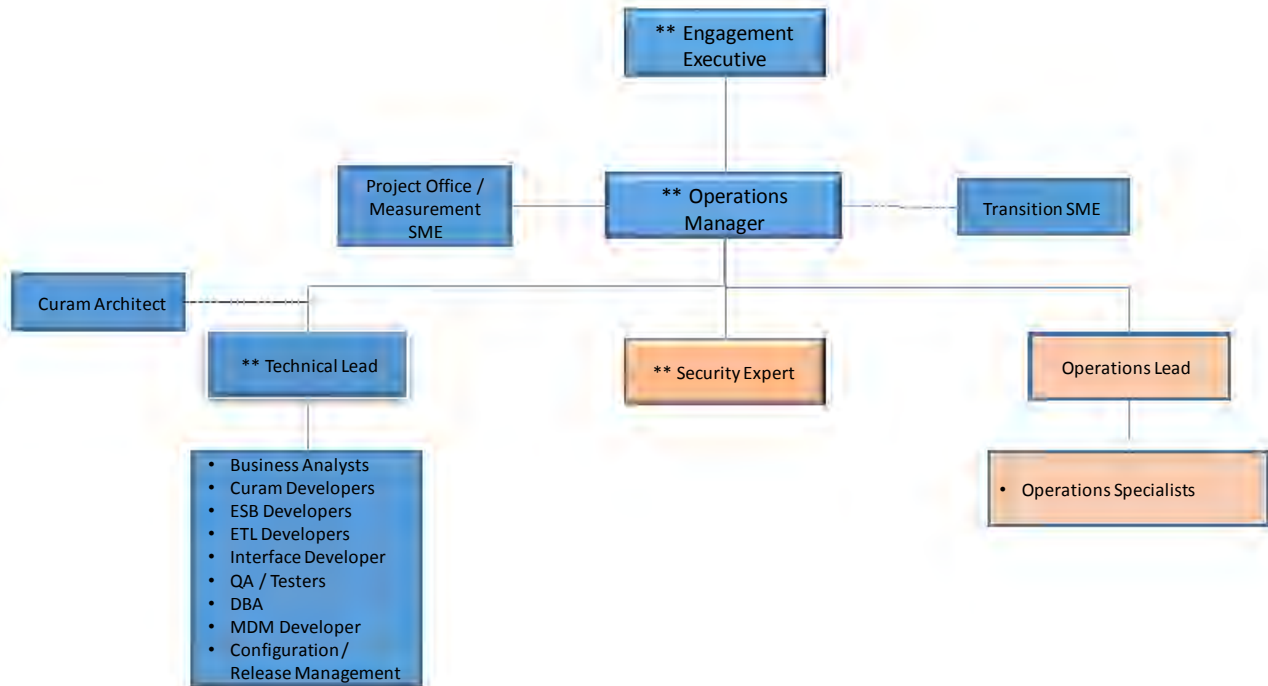 ** Engagement
Executive
Project Office /
Measurement
SME
** Operations
Manager
Transition SME
Curam Architect
** Technical Lead
** Security Expert
Operations Lead
• Business Analysts
• Curam Developers
• ESB Developers
• ETL Developers
• Interface Developer
• QA / Testers
• DBA
• MDM Developer
• Configuration /
Release Management
• Operations Specialists